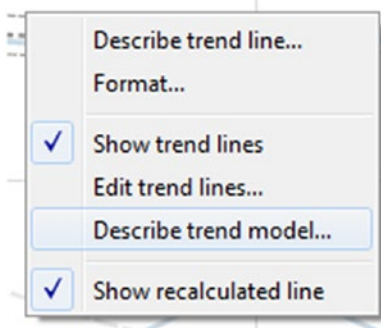 Describe trend line...
Format...
Show trend lines
Edit trend lines...
Describe trend model...
Show recalculated line